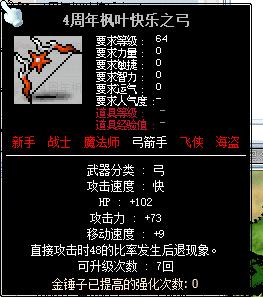 4周年枫叶快乐之弓
要求等级： 64
要求力量： 0
要求敏捷： 0
要求智力： 0
要求运气： 0
要求人气度： -
道具等级： -
道具经验值： -
新手 战士 魔法师 弓箭手 飞侠 海盗
武器分类： 弓
攻击速度： 快
HP : +102
攻击力： +73
移动速度： +9
直接攻击时48的比率发生后退现象。
可升级次数： 7回
金锤子已提高的强化次数: 0